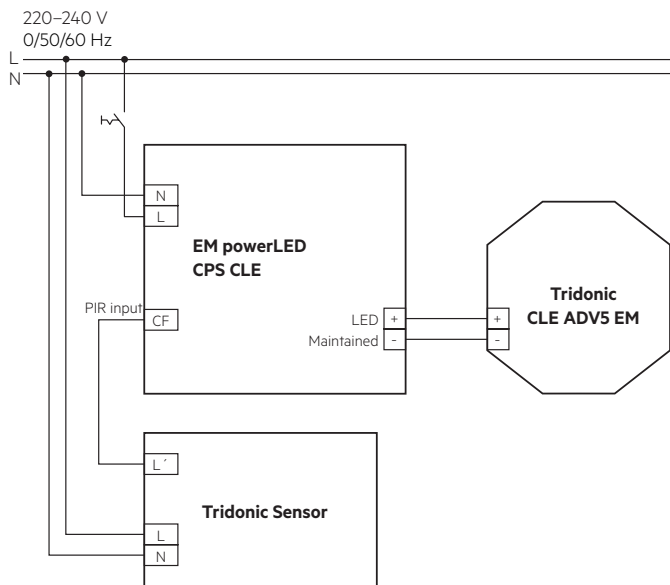 220–240 V
0/50/60 Hz
L
N
N
L
EM powerLED
CPS CLE
PIR input
CF
LED
+
Maintained
-
+
-
Tridonic
CLE ADV5 EM
L´
Tridonic Sensor
L
N